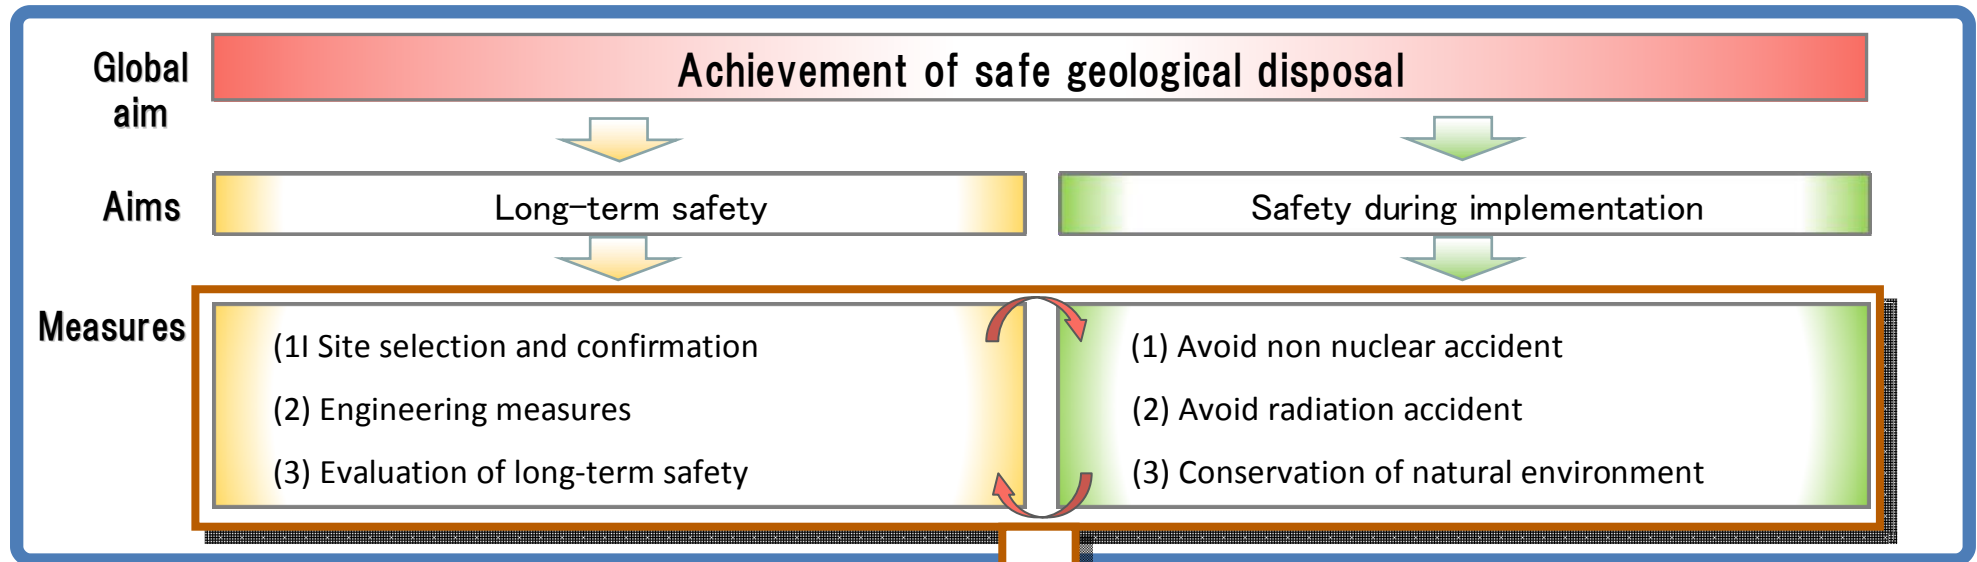 Global
aim
Achievement of safe geological disposal
Aims
Long-term safety
Safety during implementation
Measures
(1I Site selection and confirmation
(2) Engineering measures
(3) Evaluation of long-term safety
(1) Avoid non nuclear accident
(2) Avoid radiation accident
(3) Conservation of natural environment